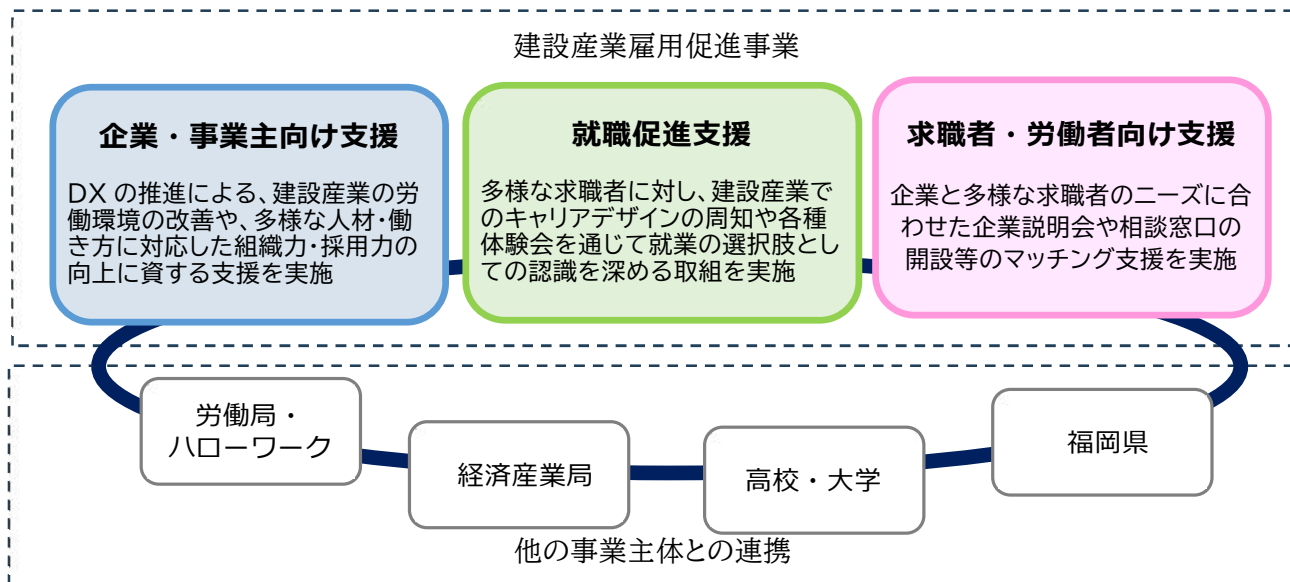 建設産業雇用促進事業
企業・事業主向け支援
DX の推進による、建設産業の労
働環境の改善や、多様な人材・働
き方に対応した組織力・採用力の
向上に資する支援を実施
就職促進支援
多様な求職者に対し、建設産業で
のキャリアデザインの周知や各種
体験会を通じて就業の選択肢とし
ての認識を深める取組を実施
求職者・労働者向け支援
企業と多様な求職者のニーズに合
わせた企業説明会や相談窓口の
開設等のマッチング支援を実施
労働局・
ハローワーク
経済産業局
高校・大学
福岡県
他の事業主体との連携